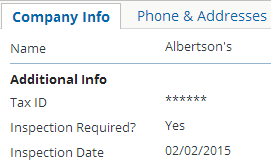 Company Info Phone & Addresses
Name Albertson's
Additional Info
Tax ID ******
Inspection Required? Yes
Inspection Date 02/02/2015